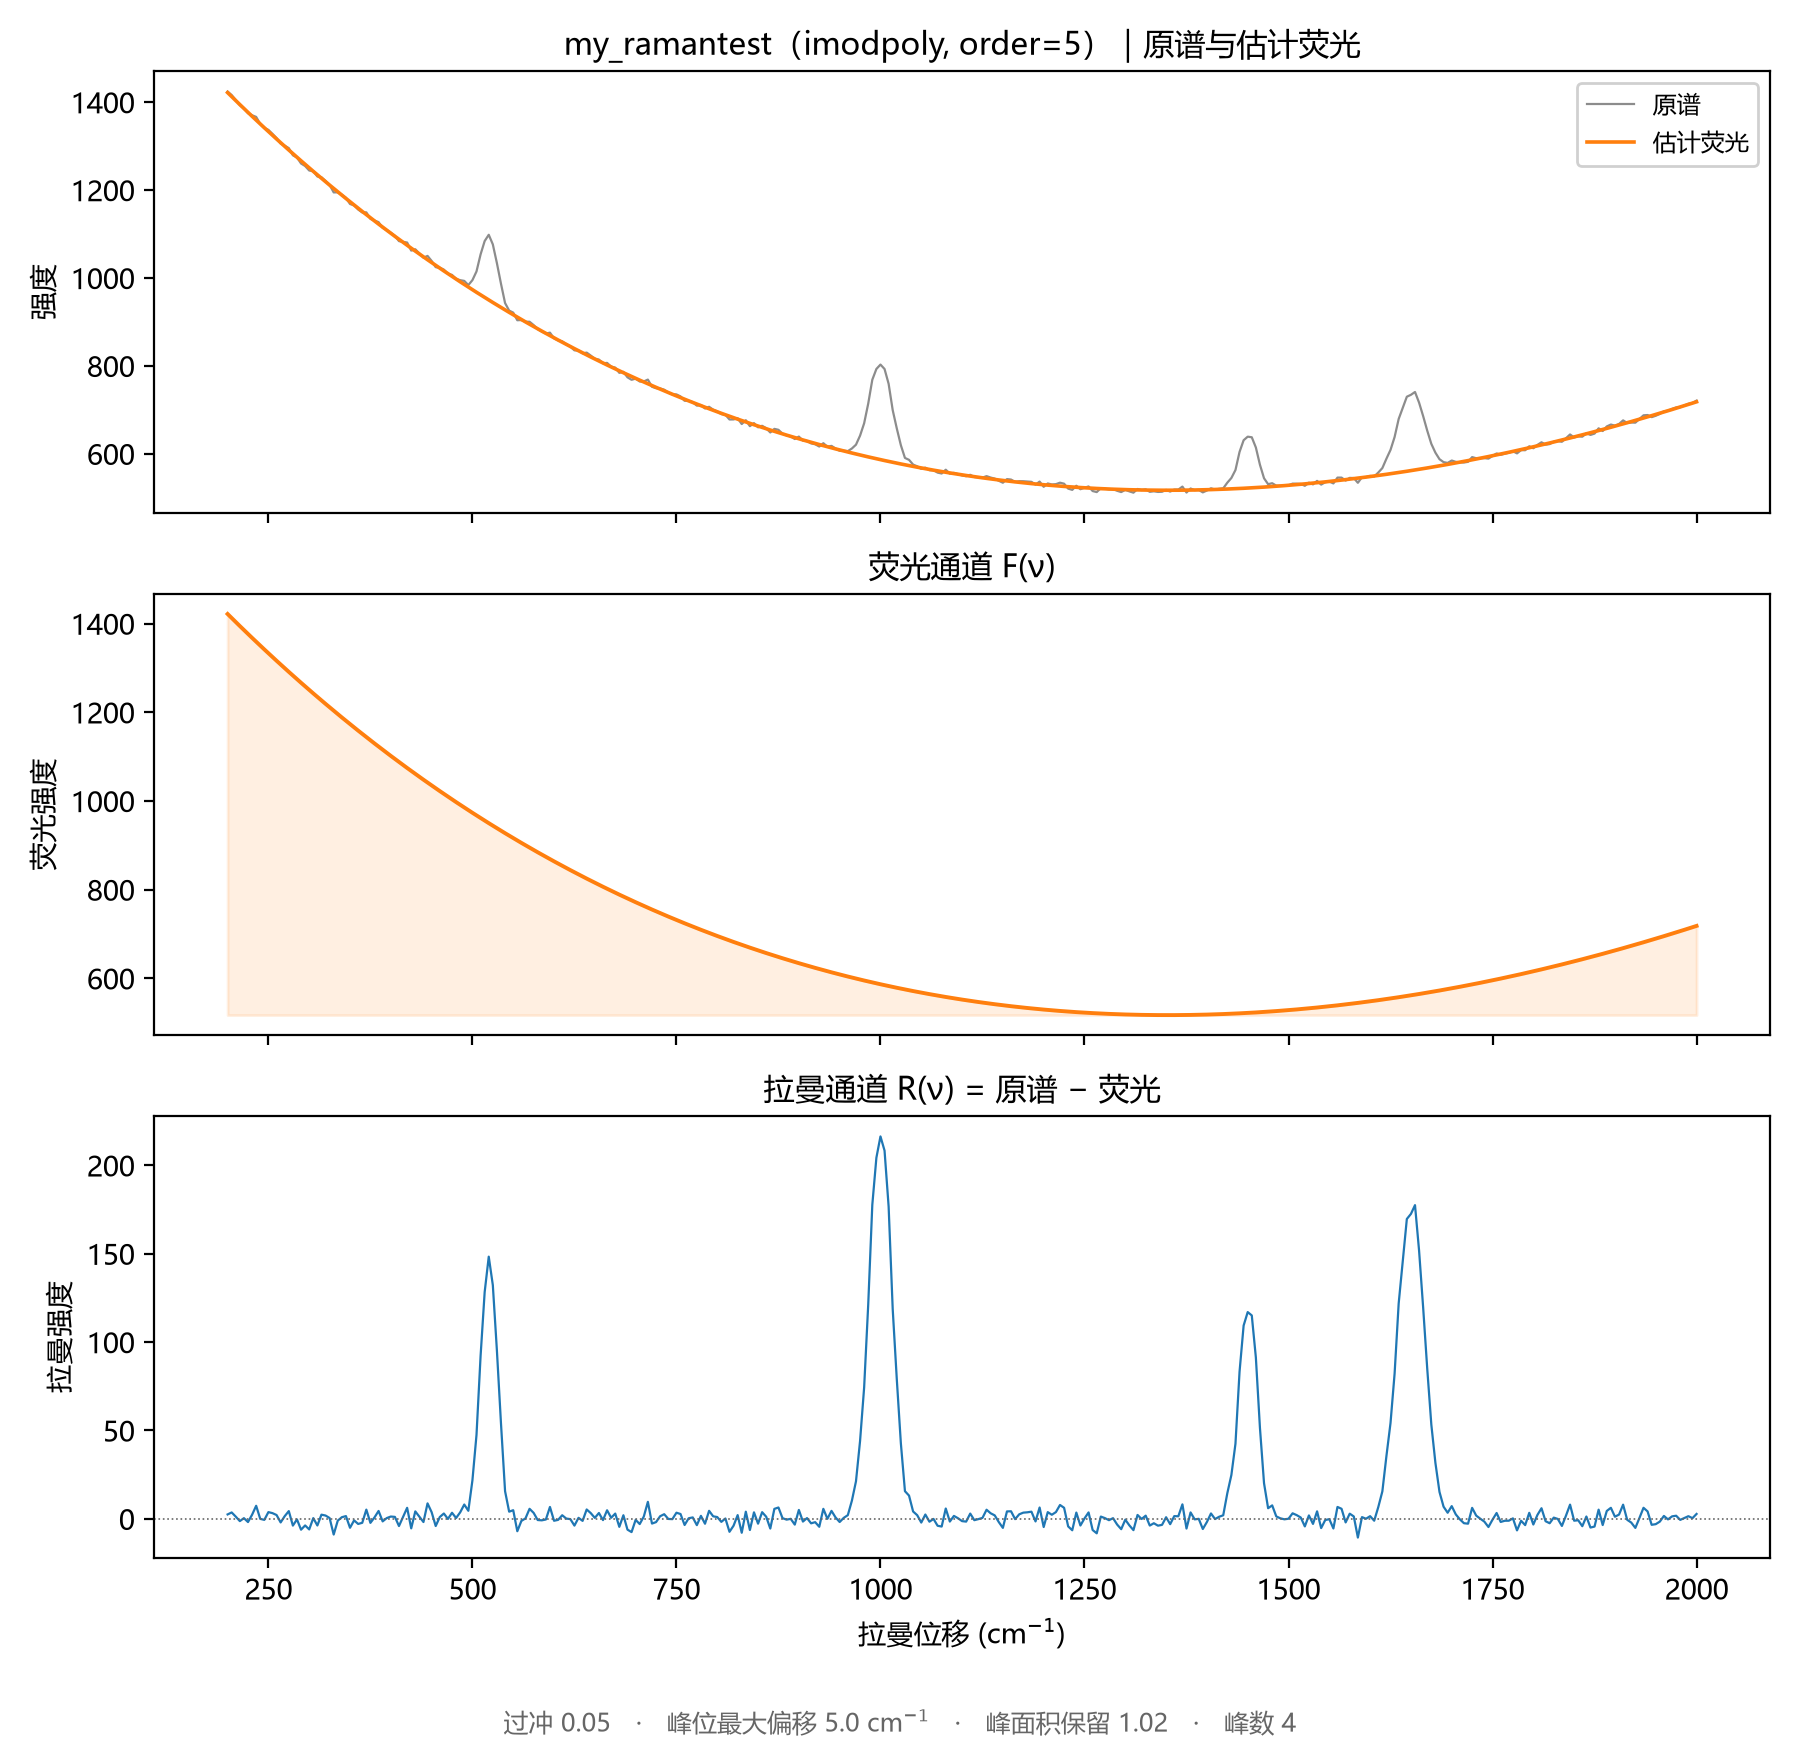 my_ramantest（imodpoly, order=5） | 原谱与估计荧光
原谱
估计荧光
强度
1400
1200
1000
800
600
荧光通道 F(ν)
荧光强度
1400
1200
1000
800
600
拉曼通道 R(ν) = 原谱 − 荧光
拉曼强度
200
150
100
50
0
250 500 750 1000 1250 1500 1750 2000
拉曼位移 (cm⁻¹)
过冲 0.05 · 峰位最大偏移 5.0 cm⁻¹ · 峰面积保留 1.02 · 峰数 4